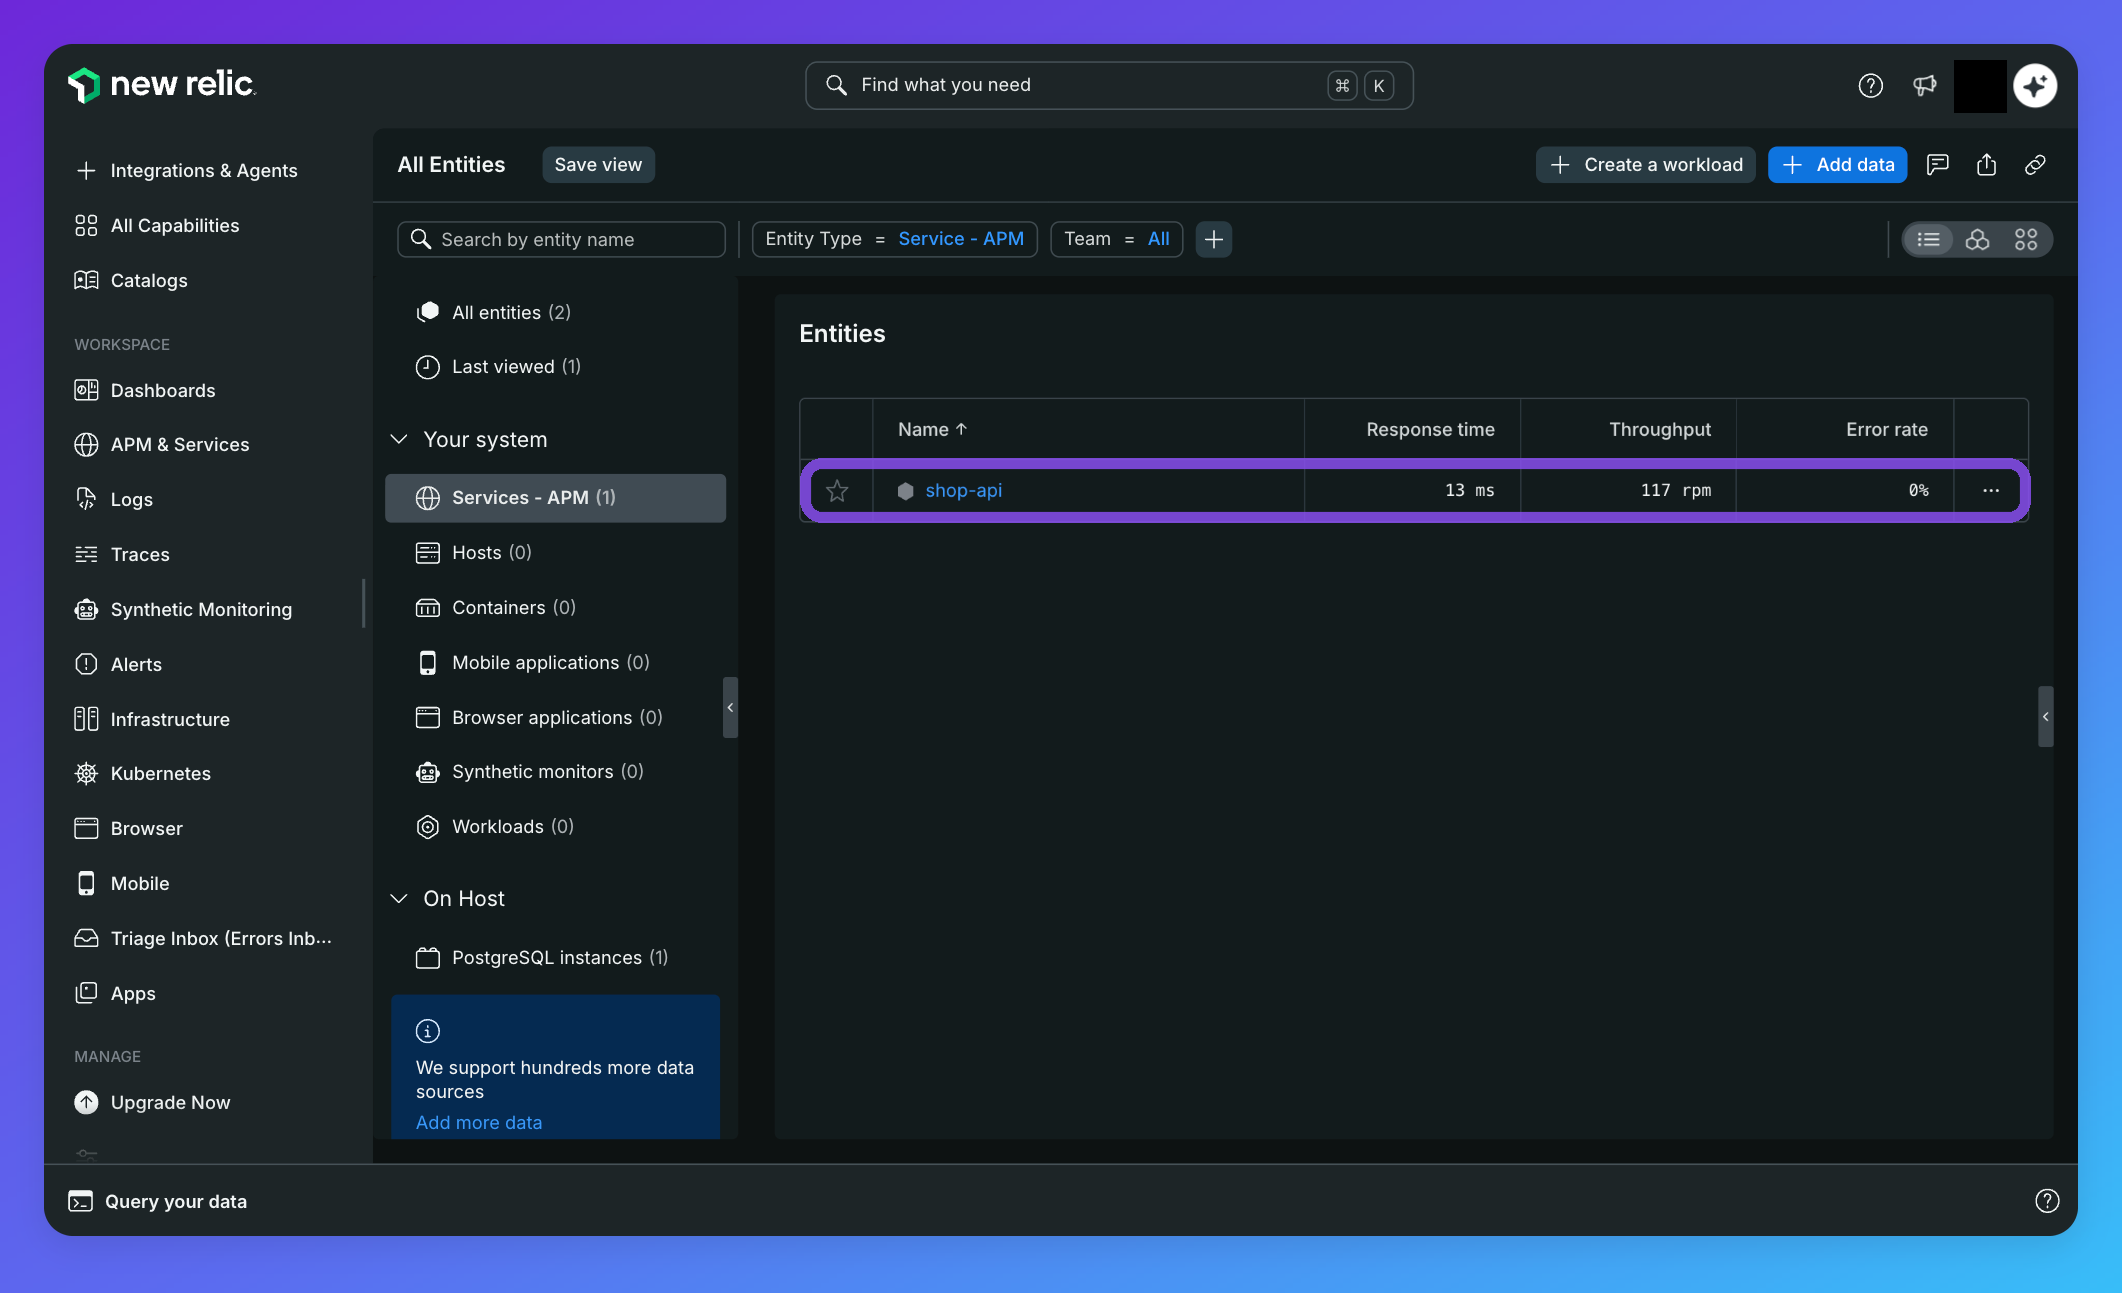 new relic
Find what you need
⌘ K
Integrations & Agents
All Capabilities
Catalogs
WORKSPACE
Dashboards
APM & Services
Logs
Traces
Synthetic Monitoring
Alerts
Infrastructure
Kubernetes
Browser
Mobile
Triage Inbox (Errors Inb...
Apps
MANAGE
Upgrade Now
All Entities
Save view
Create a workload
Add data
Search by entity name
Entity Type = Service - APM
Team = All
All entities (2)
Last viewed (1)
Your system
Services - APM (1)
Hosts (0)
Containers (0)
Mobile applications (0)
Browser applications (0)
Synthetic monitors (0)
Workloads (0)
On Host
PostgreSQL instances (1)
We support hundreds more data
sources
Add more data
Entities
Name ↑ Response time Throughput Error rate
shop-api 13 ms 117 rpm 0% ...
Query your data